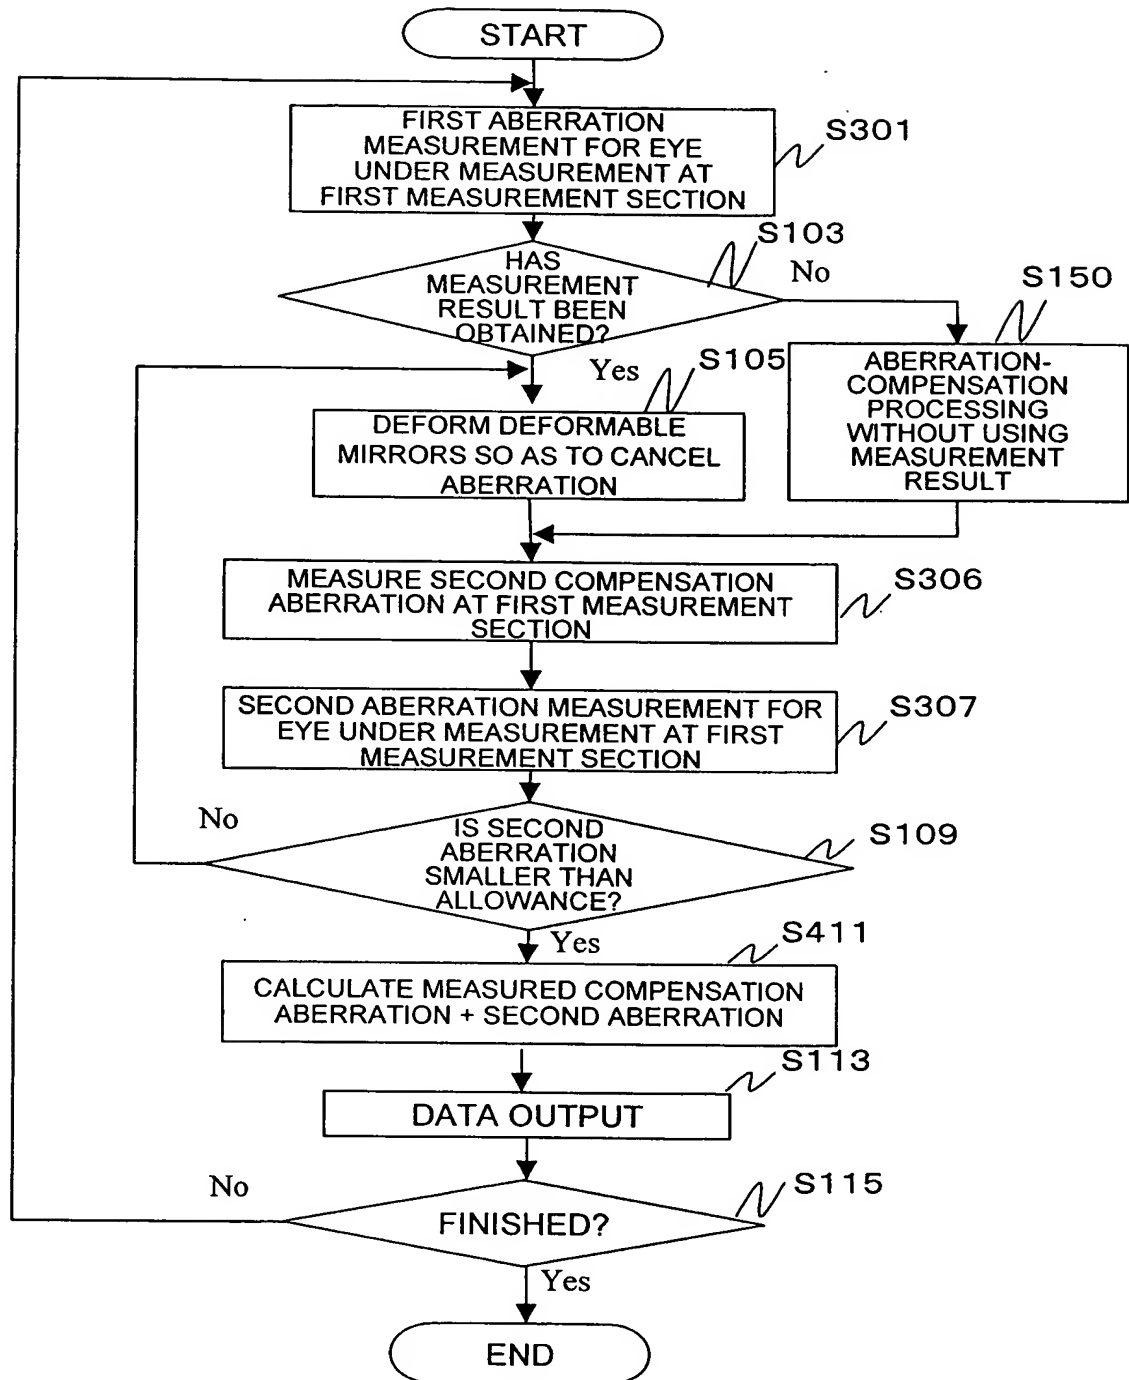 START
FIRST ABERRATION
MEASUREMENT FOR EYE
UNDER MEASUREMENT AT
FIRST MEASUREMENT SECTION
S301
HAS
MEASUREMENT
RESULT BEEN
OBTAINED?
S103
No
Yes
S150
ABERRATION-
COMPENSATION
PROCESSING
WITHOUT USING
MEASUREMENT
RESULT
S105
DEFORM DEFORMABLE
MIRRORS SO AS TO CANCEL
ABERRATION
MEASURE SECOND COMPENSATION
ABERRATION AT FIRST MEASUREMENT
SECTION
S306
SECOND ABERRATION MEASUREMENT FOR
EYE UNDER MEASUREMENT AT FIRST
MEASUREMENT SECTION
S307
No
IS SECOND
ABERRATION
SMALLER THAN
ALLOWANCE?
S109
Yes
S411
CALCULATE MEASURED COMPENSATION
ABERRATION + SECOND ABERRATION
S113
DATA OUTPUT
No
FINISHED?
S115
Yes
END